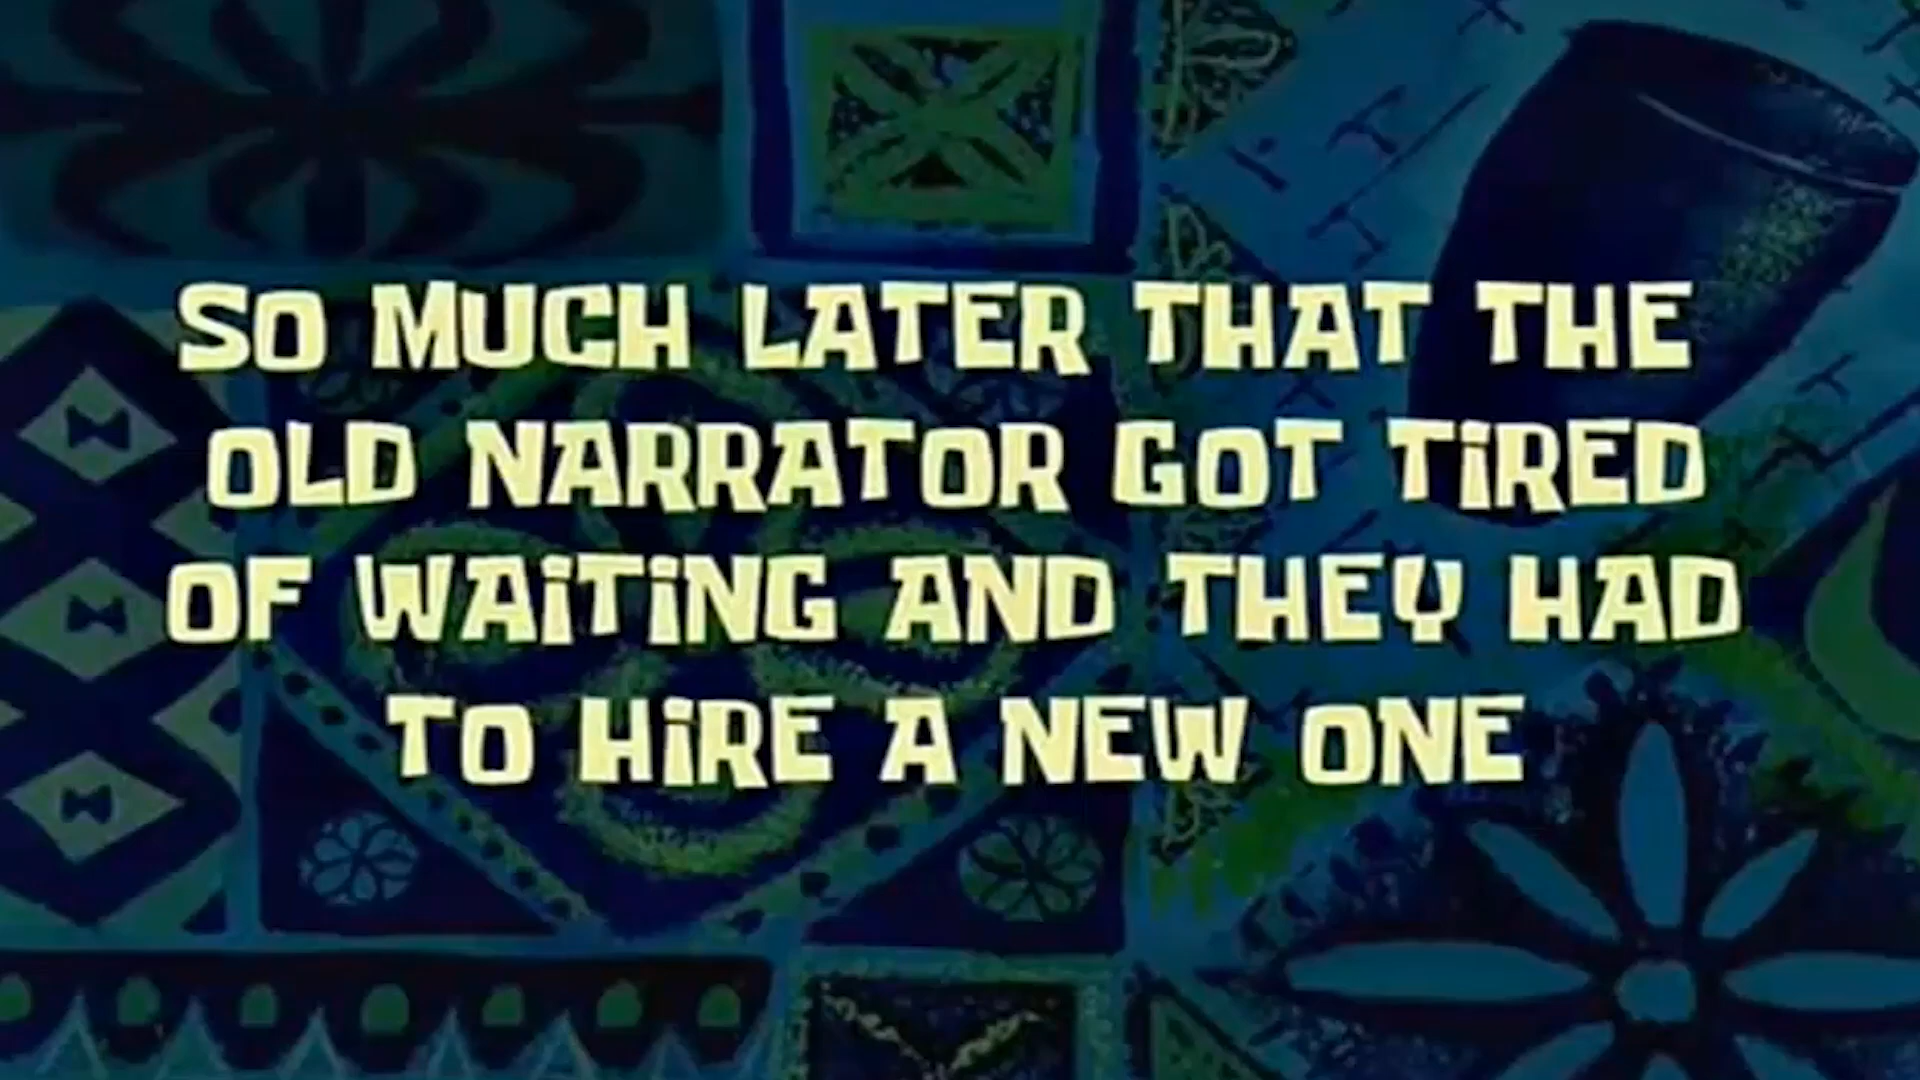 SO MUCH LATER THAT THE
OLD NARRATOR GOT TIRED
OF WAITING AND THEY HAD
TO HIRE A NEW ONE